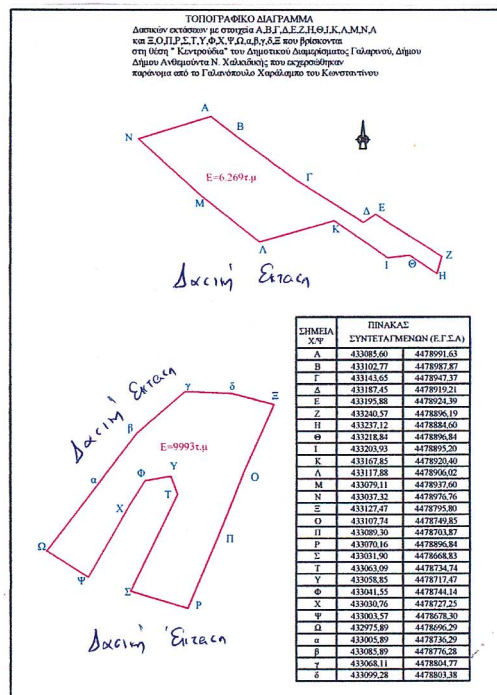 ΤΟΠΟΓΡΑΦΙΚΟ ΔΙΑΓΡΑΜΜΑ
Δασικών εκτάσεων με στοιχεία Α,Β,Γ,Δ,Ε,Ζ,Η,Θ,Ι,Κ,Λ,Μ,Ν,Α
και Ξ,Ο,Π,Ρ,Σ,Τ,Υ,Φ,Χ,Ψ,Ω,α,β,γ,δ,Ξ που βρίσκονται
στη θέση " Κεντρούδια" του Δημοτικού Διαμερίσματος Γαλαρινού, Δήμου
Δήμου Ανθεμούντα Ν. Χαλκιδικής που εκχερσώθηκαν
παράνομα από το Γαλανόπουλο Χαράλαμπο του Κωνσταντίνου
Α
Β
Ν
Ε=6.269τ.μ
Γ
Μ
Δ
Ε
Κ
Λ
Ι
Θ
Ζ
Η
Δασική Εκταση
ΣΗΜΕΙΑ Χ/Ψ ΠΙΝΑΚΑΣ ΣΥΝΤΕΤΑΓΜΕΝΩΝ (Ε.Γ.Σ.Α)
Α 433085,60 4478991,63
Β 433102,77 4478987,87
Γ 433143,65 4478947,37
Δ 433187,45 4478919,21
Ε 433195,88 4478924,39
Ζ 433240,57 4478896,19
Η 433237,12 4478884,60
Θ 433218,84 4478896,84
Ι 433203,93 4478895,20
Κ 433167,85 4478920,40
Λ 433117,88 4478906,02
Μ 433079,11 4478937,60
Ν 433037,32 4478976,76
Ξ 433127,47 4478795,80
Ο 433107,74 4478749,85
Π 433089,30 4478703,87
Ρ 433070,16 4478896,84
Σ 433031,90 4478668,83
Τ 433063,09 4478734,74
Υ 433058,85 4478717,47
Φ 433041,55 4478744,14
Χ 433030,76 4478727,25
Ψ 433003,57 4478678,30
Ω 432975,89 4478696,29
α 433005,89 4478736,29
β 433085,89 4478776,28
γ 433068,11 4478804,77
δ 433099,28 4478803,38
Δασική Εκταση
γ
δ
Ξ
β
Ε=9993τ.μ
Ο
Υ
Φ
Τ
α
Χ
Π
Ω
Ψ
Σ
Ρ
Δασική Έκταση